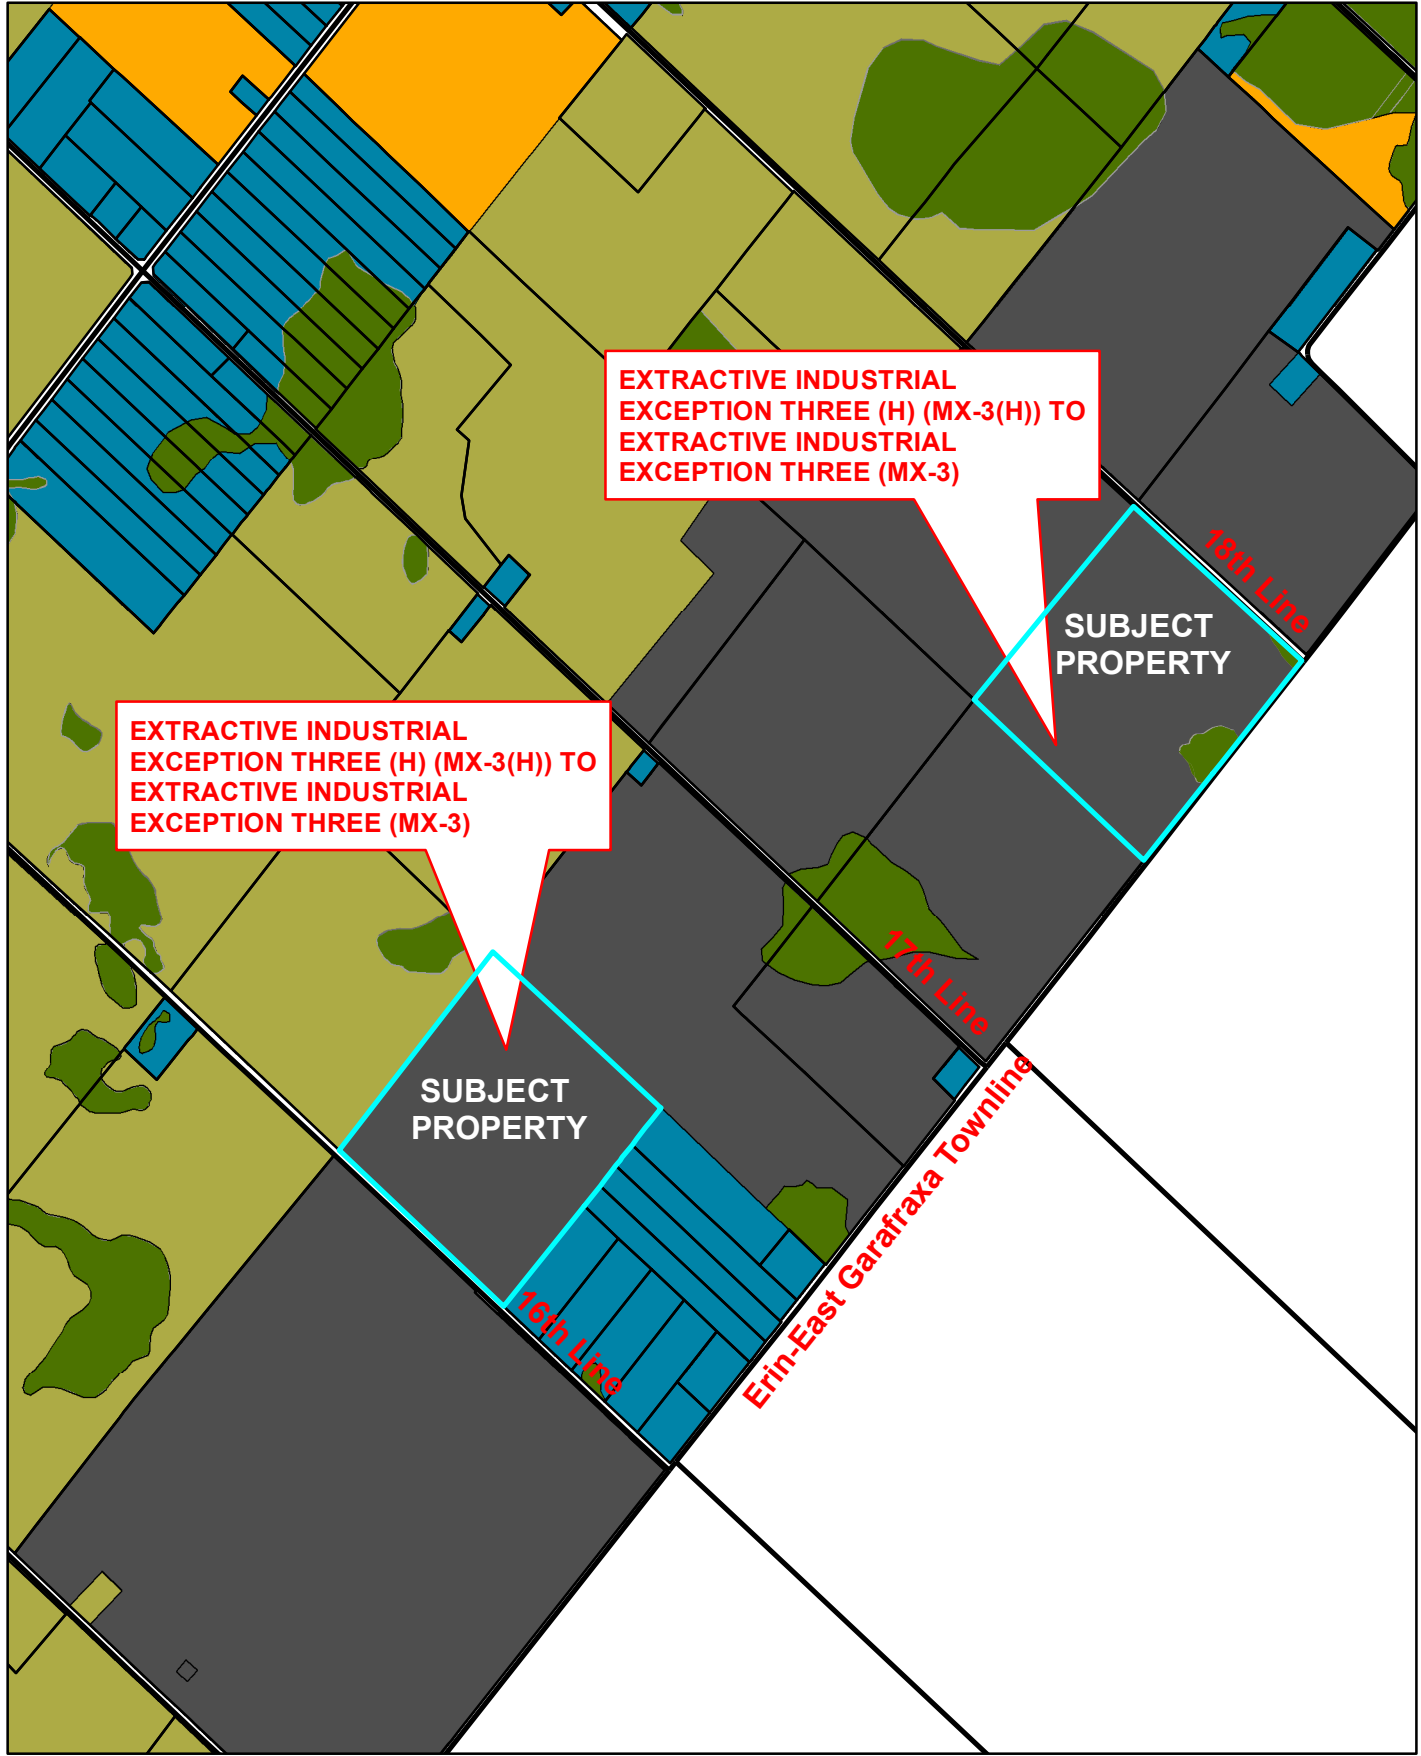 EXTRACTIVE INDUSTRIAL
EXCEPTION THREE (H) (MX-3(H)) TO
EXTRACTIVE INDUSTRIAL
EXCEPTION THREE (MX-3)
18th Line
SUBJECT
PROPERTY
EXTRACTIVE INDUSTRIAL
EXCEPTION THREE (H) (MX-3(H)) TO
EXTRACTIVE INDUSTRIAL
EXCEPTION THREE (MX-3)
17th Line
SUBJECT
PROPERTY
Erin-East Garafraxa Townline
16th Line